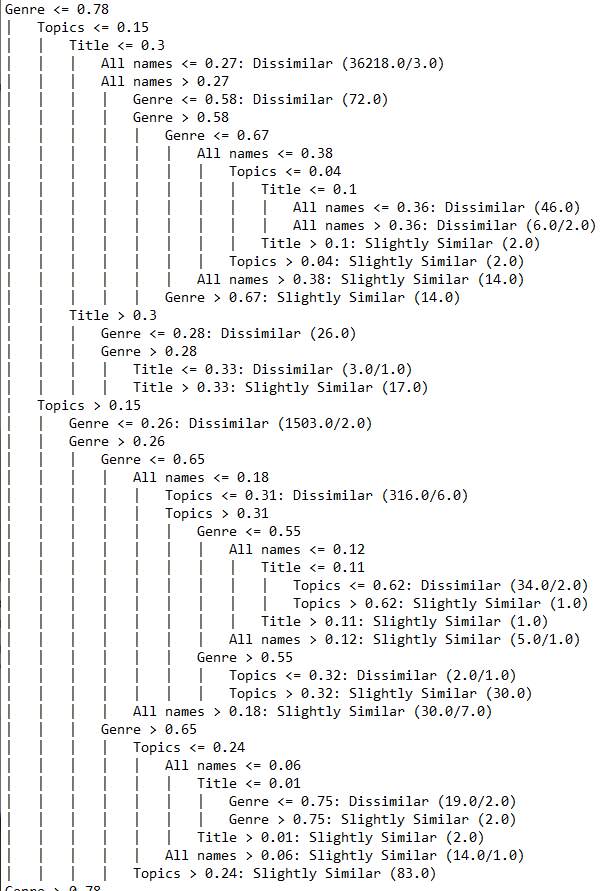 Genre <= 0.78
|   Topics <= 0.15
|   |   Title <= 0.3
|   |   |   All names <= 0.27: Dissimilar (36218.0/3.0)
|   |   |   All names > 0.27
|   |   |   |   Genre <= 0.58: Dissimilar (72.0)
|   |   |   |   Genre > 0.58
|   |   |   |   |   Genre <= 0.67
|   |   |   |   |   |   All names <= 0.38
|   |   |   |   |   |   |   Topics <= 0.04
|   |   |   |   |   |   |   |   Title <= 0.1
|   |   |   |   |   |   |   |   |   All names <= 0.36: Dissimilar (46.0)
|   |   |   |   |   |   |   |   |   All names > 0.36: Dissimilar (6.0/2.0)
|   |   |   |   |   |   |   |   Title > 0.1: Slightly Similar (2.0)
|   |   |   |   |   |   |   Topics > 0.04: Slightly Similar (2.0)
|   |   |   |   |   |   All names > 0.38: Slightly Similar (14.0)
|   |   |   |   |   Genre > 0.67: Slightly Similar (14.0)
|   |   Title > 0.3
|   |   |   Genre <= 0.28: Dissimilar (26.0)
|   |   |   Genre > 0.28
|   |   |   |   Title <= 0.33: Dissimilar (3.0/1.0)
|   |   |   |   Title > 0.33: Slightly Similar (17.0)
|   Topics > 0.15
|   |   Genre <= 0.26: Dissimilar (1503.0/2.0)
|   |   Genre > 0.26
|   |   |   Genre <= 0.65
|   |   |   |   All names <= 0.18
|   |   |   |   |   Topics <= 0.31: Dissimilar (316.0/6.0)
|   |   |   |   |   Topics > 0.31
|   |   |   |   |   |   Genre <= 0.55
|   |   |   |   |   |   |   All names <= 0.12
|   |   |   |   |   |   |   |   Title <= 0.11
|   |   |   |   |   |   |   |   |   Topics <= 0.62: Dissimilar (34.0/2.0)
|   |   |   |   |   |   |   |   |   Topics > 0.62: Slightly Similar (1.0)
|   |   |   |   |   |   |   |   Title > 0.11: Slightly Similar (1.0)
|   |   |   |   |   |   |   All names > 0.12: Slightly Similar (5.0/1.0)
|   |   |   |   |   |   Genre > 0.55
|   |   |   |   |   |   |   Topics <= 0.32: Dissimilar (2.0/1.0)
|   |   |   |   |   |   |   Topics > 0.32: Slightly Similar (30.0)
|   |   |   |   All names > 0.18: Slightly Similar (30.0/7.0)
|   |   |   Genre > 0.65
|   |   |   |   Topics <= 0.24
|   |   |   |   |   All names <= 0.06
|   |   |   |   |   |   Title <= 0.01
|   |   |   |   |   |   |   Genre <= 0.75: Dissimilar (19.0/2.0)
|   |   |   |   |   |   |   Genre > 0.75: Slightly Similar (2.0)
|   |   |   |   |   |   Title > 0.01: Slightly Similar (2.0)
|   |   |   |   |   All names > 0.06: Slightly Similar (14.0/1.0)
|   |   |   |   Topics > 0.24: Slightly Similar (83.0)
Genre > 0.78